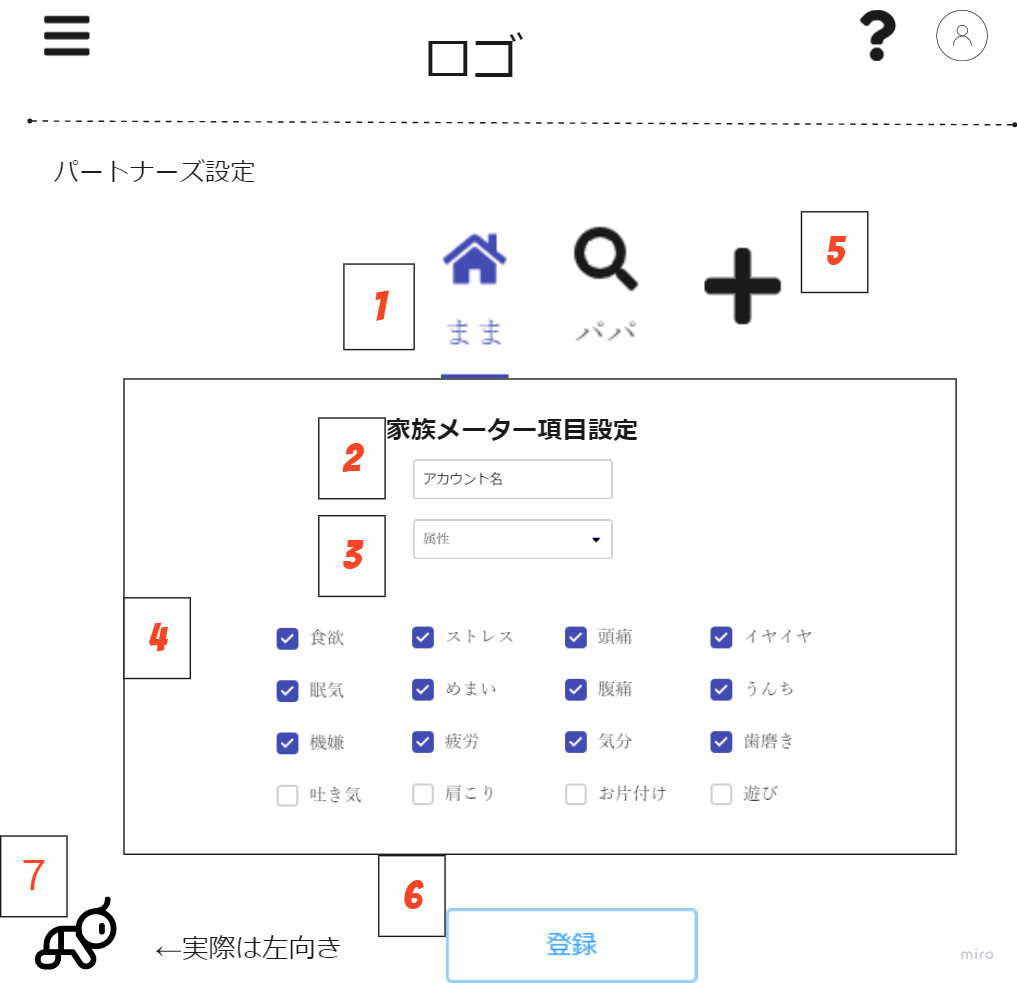 ロゴ
パートナーズ設定
5
1
まま
パパ
家族メーター項目設定
2
アカウント名
3
属性
4
食欲 ストレス 頭痛 イヤイヤ
眠気 めまい 腹痛 うんち
機嫌 疲労 気分 歯磨き
吐き気 肩こり お片付け 遊び
7
6
←実際は左向き
登録
miro